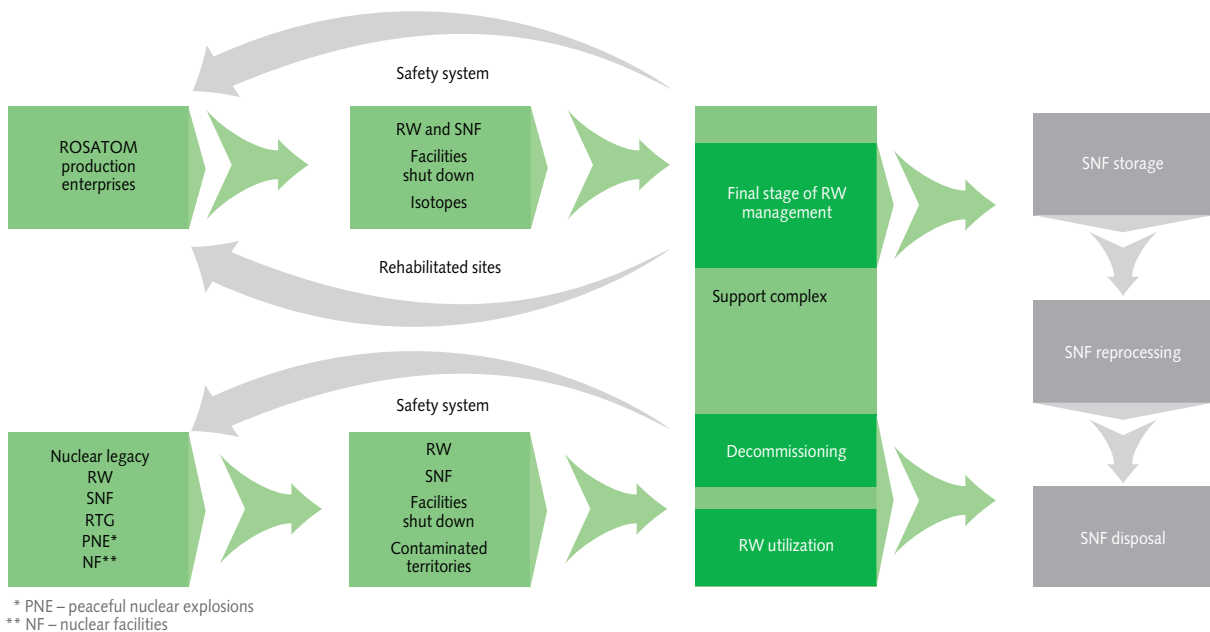 Safety system
ROSATOM
production
enterprises
RW and SNF
Facilities
shut down
Isotopes
Final stage of RW
management
SNF storage
Rehabilitated sites
Support complex
SNF reprocessing
Safety system
Nuclear legacy
RW
SNF
RTG
PNE*
NF**
RW
SNF
Facilities
shut down
Contaminated
territories
Decommissioning
RW utilization
SNF disposal
* PNE – peaceful nuclear explosions
** NF – nuclear facilities